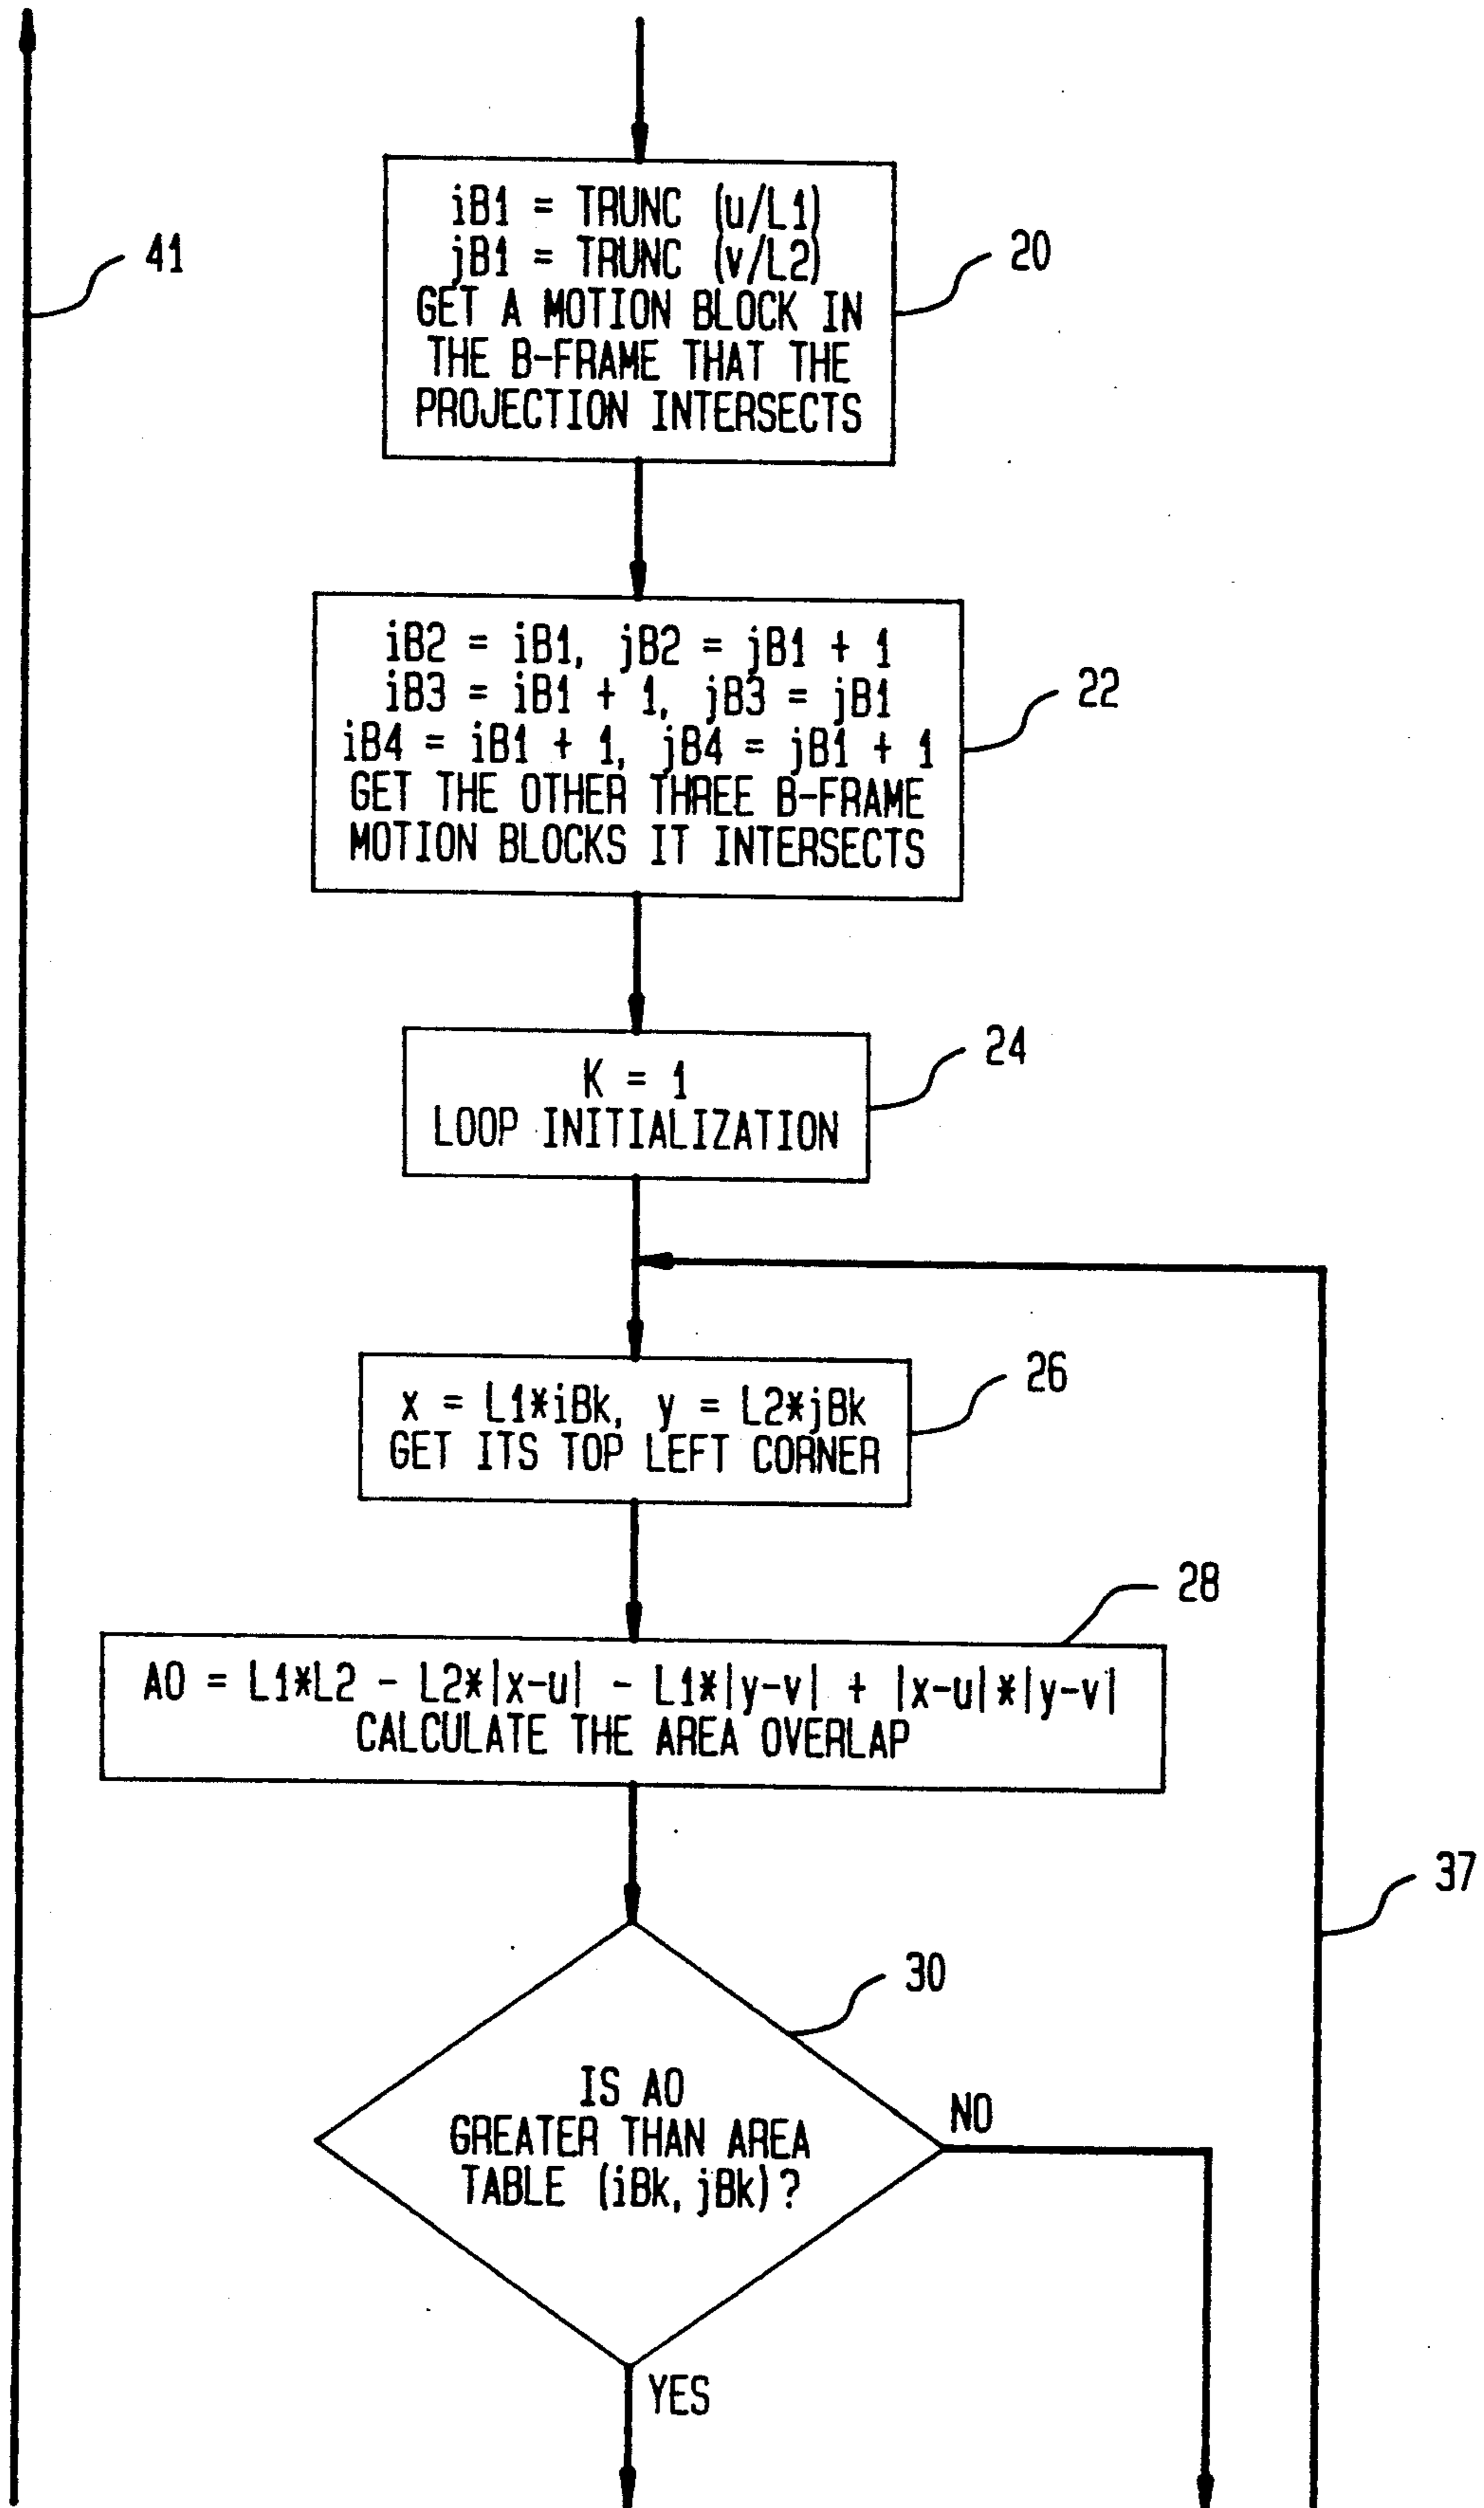 iB1 = TRUNC (u/L1)
jB1 = TRUNC (v/L2)
GET A MOTION BLOCK IN
THE B-FRAME THAT THE
PROJECTION INTERSECTS
41
20
iB2 = iB1, jB2 = jB1 + 1
iB3 = iB1 + 1, jB3 = jB1
iB4 = iB1 + 1, jB4 = jB1 + 1
GET THE OTHER THREE B-FRAME
MOTION BLOCKS IT INTERSECTS
22
K = 1
LOOP INITIALIZATION
24
x = L1*iBk, y = L2*jBk
GET ITS TOP LEFT CORNER
26
28
AO = L1*L2 - L2*|x-u| - L1*|y-v| + |x-u|*|y-v|
CALCULATE THE AREA OVERLAP
37
30
IS AO
GREATER THAN AREA
TABLE (iBk, jBk)?
NO
YES